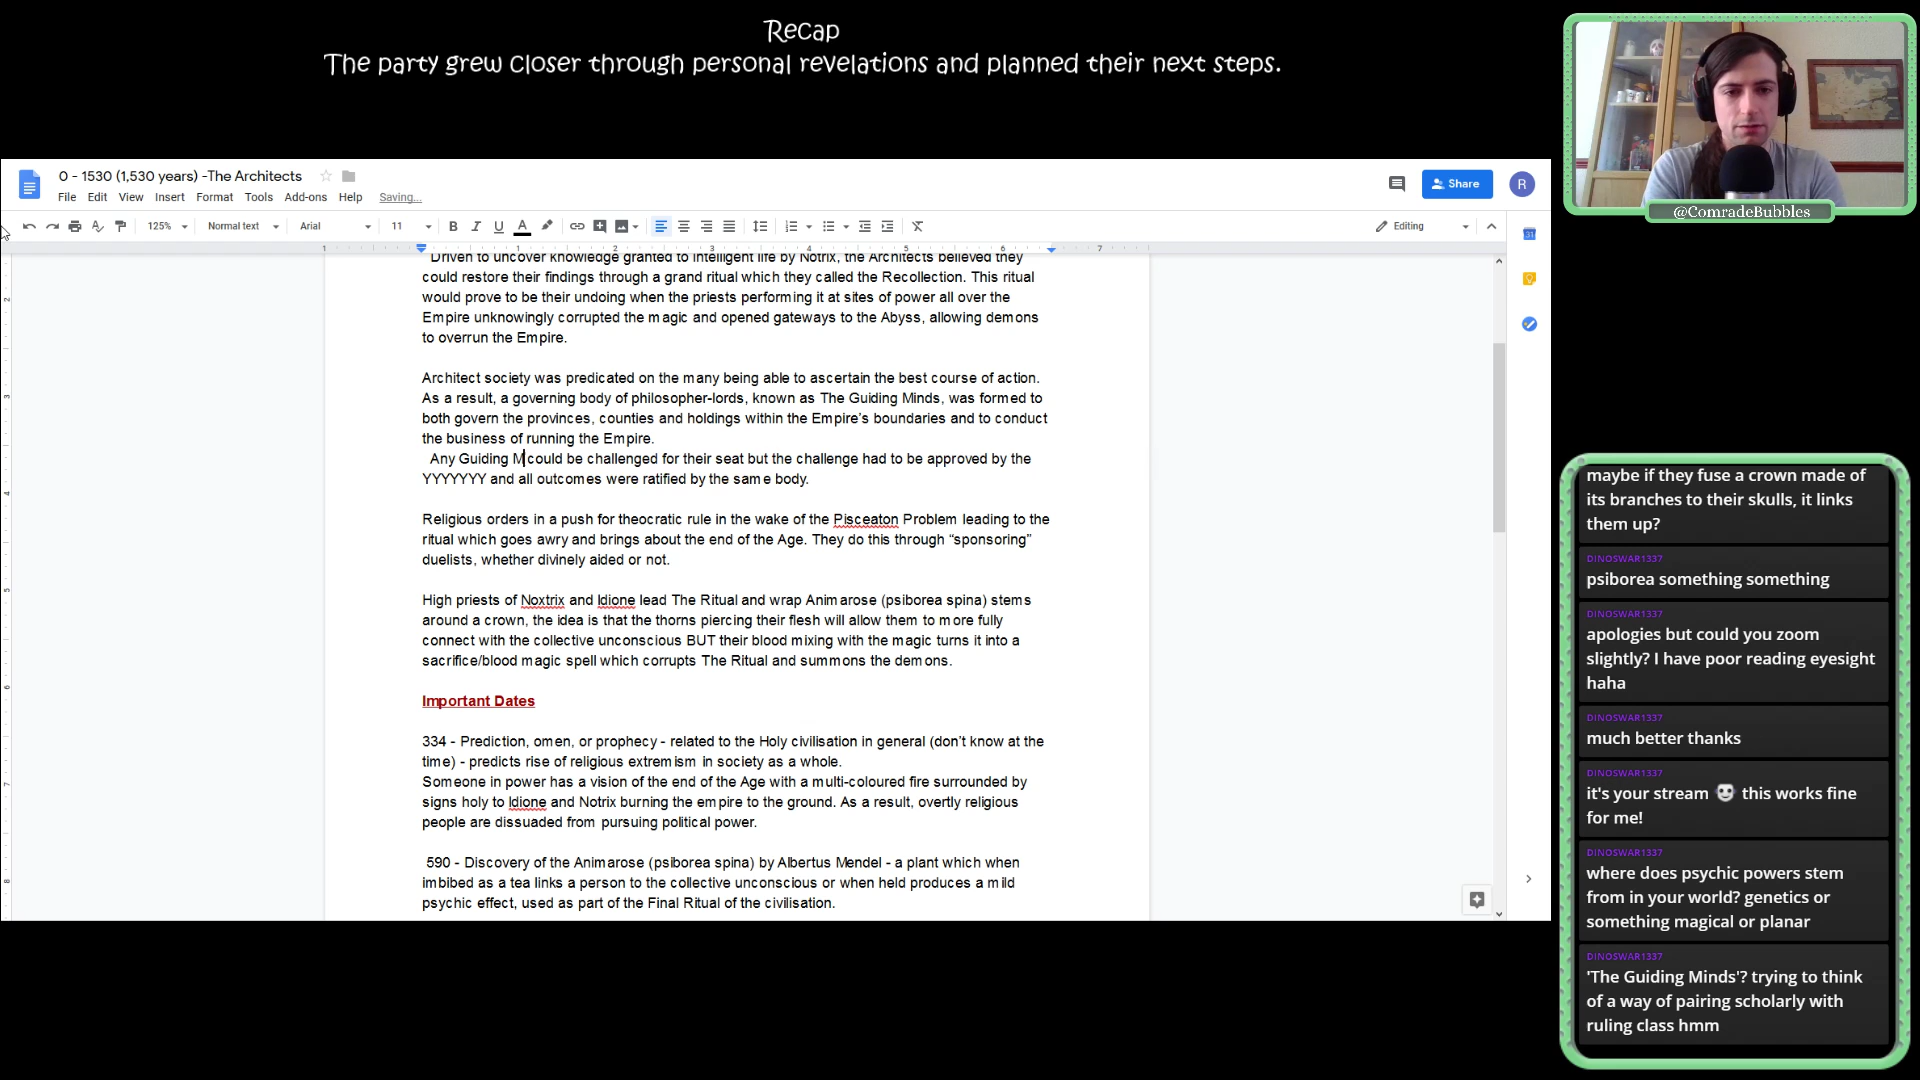 Recap
The party grew closer through personal revelations and planned their next steps.
0 - 1530 (1,530 years) -The Architects
File Edit View Insert Format Tools Add-ons Help Saving...
Share
R
125% Normal text Arial 11 B I U A
Editing
1 1 2 3 4 5 6 7
Driven to uncover knowledge granted to intelligent life by Notrix, the Architects believed they
could restore their findings through a grand ritual which they called the Recollection. This ritual
would prove to be their undoing when the priests performing it at sites of power all over the
Empire unknowingly corrupted the magic and opened gateways to the Abyss, allowing demons
to overrun the Empire.
Architect society was predicated on the many being able to ascertain the best course of action.
As a result, a governing body of philosopher-lords, known as The Guiding Minds, was formed to
both govern the provinces, counties and holdings within the Empire's boundaries and to conduct
the business of running the Empire.
Any Guiding M could be challenged for their seat but the challenge had to be approved by the
YYYYYYY and all outcomes were ratified by the same body.
Religious orders in a push for theocratic rule in the wake of the Pisceaton Problem leading to the
ritual which goes awry and brings about the end of the Age. They do this through “sponsoring”
duelists, whether divinely aided or not.
High priests of Noxtrix and Idione lead The Ritual and wrap Animarose (psiborea spina) stems
around a crown, the idea is that the thorns piercing their flesh will allow them to more fully
connect with the collective unconscious BUT their blood mixing with the magic turns it into a
sacrifice/blood magic spell which corrupts The Ritual and summons the demons.
Important Dates
334 - Prediction, omen, or prophecy - related to the Holy civilisation in general (don't know at the
time) - predicts rise of religious extremism in society as a whole.
Someone in power has a vision of the end of the Age with a multi-coloured fire surrounded by
signs holy to Idione and Notrix burning the empire to the ground. As a result, overtly religious
people are dissuaded from pursuing political power.
590 - Discovery of the Animarose (psiborea spina) by Albertus Mendel - a plant which when
imbibed as a tea links a person to the collective unconscious or when held produces a mild
psychic effect, used as part of the Final Ritual of the civilisation.
2
3
4
5
6
7
8
31
@ComradeBubbles
maybe if they fuse a crown made of
its branches to their skulls, it links
them up?
DINOSWAR1337
psiborea something something
DINOSWAR1337
apologies but could you zoom
slightly? I have poor reading eyesight
haha
DINOSWAR1337
much better thanks
DINOSWAR1337
it's your stream this works fine
for me!
DINOSWAR1337
where does psychic powers stem
from in your world? genetics or
something magical or planar
DINOSWAR1337
'The Guiding Minds'? trying to think
of a way of pairing scholarly with
ruling class hmm